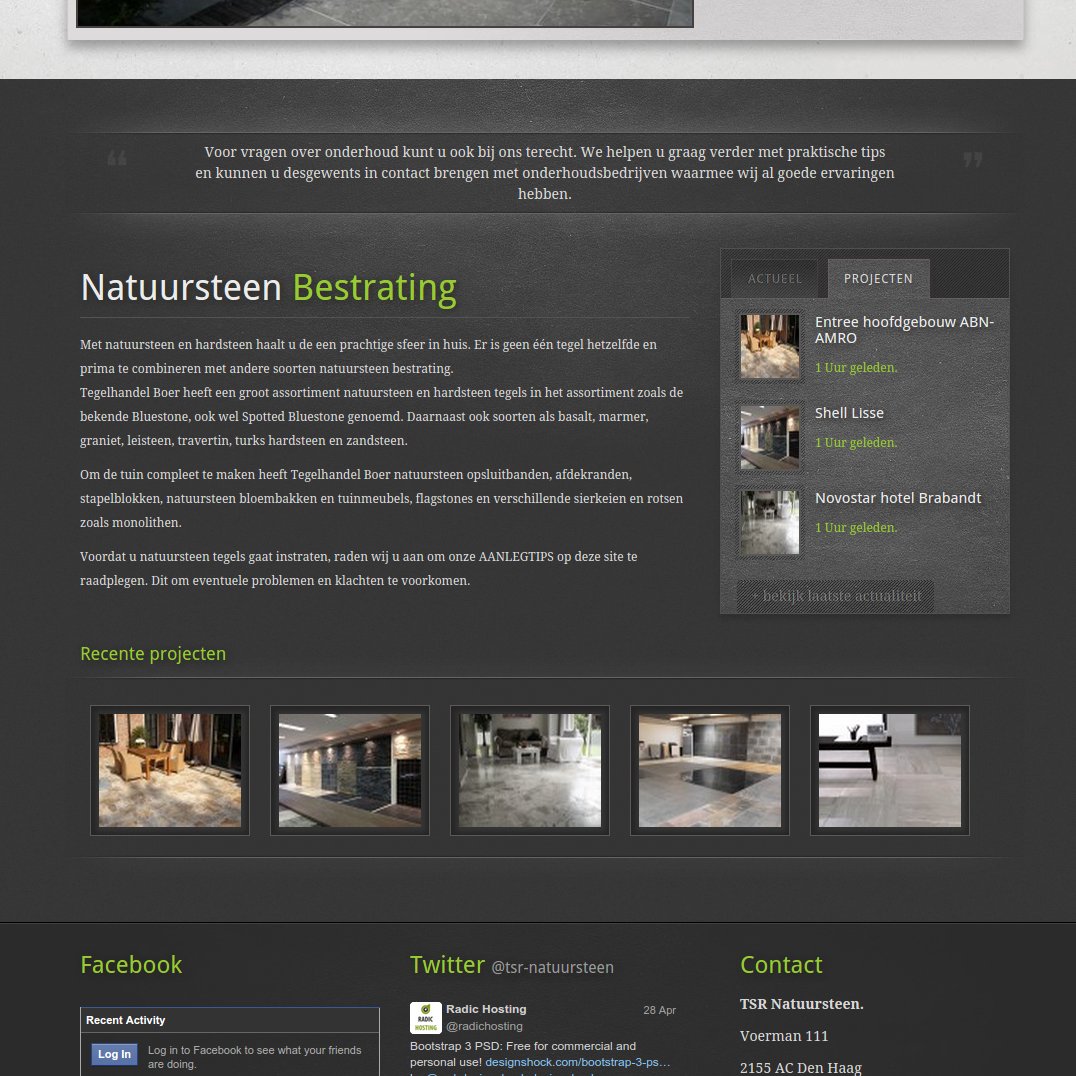 Voor vragen over onderhoud kunt u ook bij ons terecht. We helpen u graag verder met praktische tips
en kunnen u desgewents in contact brengen met onderhoudsbedrijven waarmee wij al goede ervaringen
hebben.
Natuursteen Bestrating
Met natuursteen en hardsteen haalt u de een prachtige sfeer in huis. Er is geen één tegel hetzelfde en
prima te combineren met andere soorten natuursteen bestrating.
Tegelhandel Boer heeft een groot assortiment natuursteen en hardsteen tegels in het assortiment zoals de
bekende Bluestone, ook wel Spotted Bluestone genoemd. Daarnaast ook soorten als basalt, marmer,
graniet, leisteen, travertin, turks hardsteen en zandsteen.
Om de tuin compleet te maken heeft Tegelhandel Boer natuursteen opsluitbanden, afdekranden,
stapelblokken, natuursteen bloembakken en tuinmeubels, flagstones en verschillende sierkeien en rotsen
zoals monolithen.
Voordat u natuursteen tegels gaat instraten, raden wij u aan om onze AANLEGTIPS op deze site te
raadplegen. Dit om eventuele problemen en klachten te voorkomen.
ACTUEEL PROJECTEN
Entree hoofdgebouw ABN-
AMRO
1 Uur geleden.
Shell Lisse
1 Uur geleden.
Novostar hotel Brabandt
1 Uur geleden.
+ bekijk laatste actualiteit
Recente projecten
Facebook
Recent Activity
Log In
Log in to Facebook to see what your friends
are doing.
Twitter @tsr-natuursteen
RADIC
HOSTING
Radic Hosting 28 Apr
@radichosting
Bootstrap 3 PSD: Free for commercial and
personal use! designshock.com/bootstrap-3-ps…
Contact
TSR Natuursteen.
Voerman 111
2155 AC Den Haag